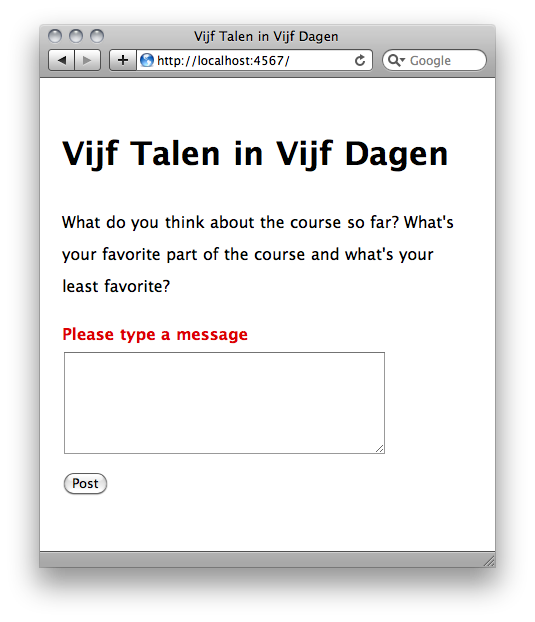 Vijf Talen in Vijf Dagen
http://localhost:4567/
Google
Vijf Talen in Vijf Dagen
What do you think about the course so far? What's
your favorite part of the course and what's your
least favorite?
Please type a message
Post